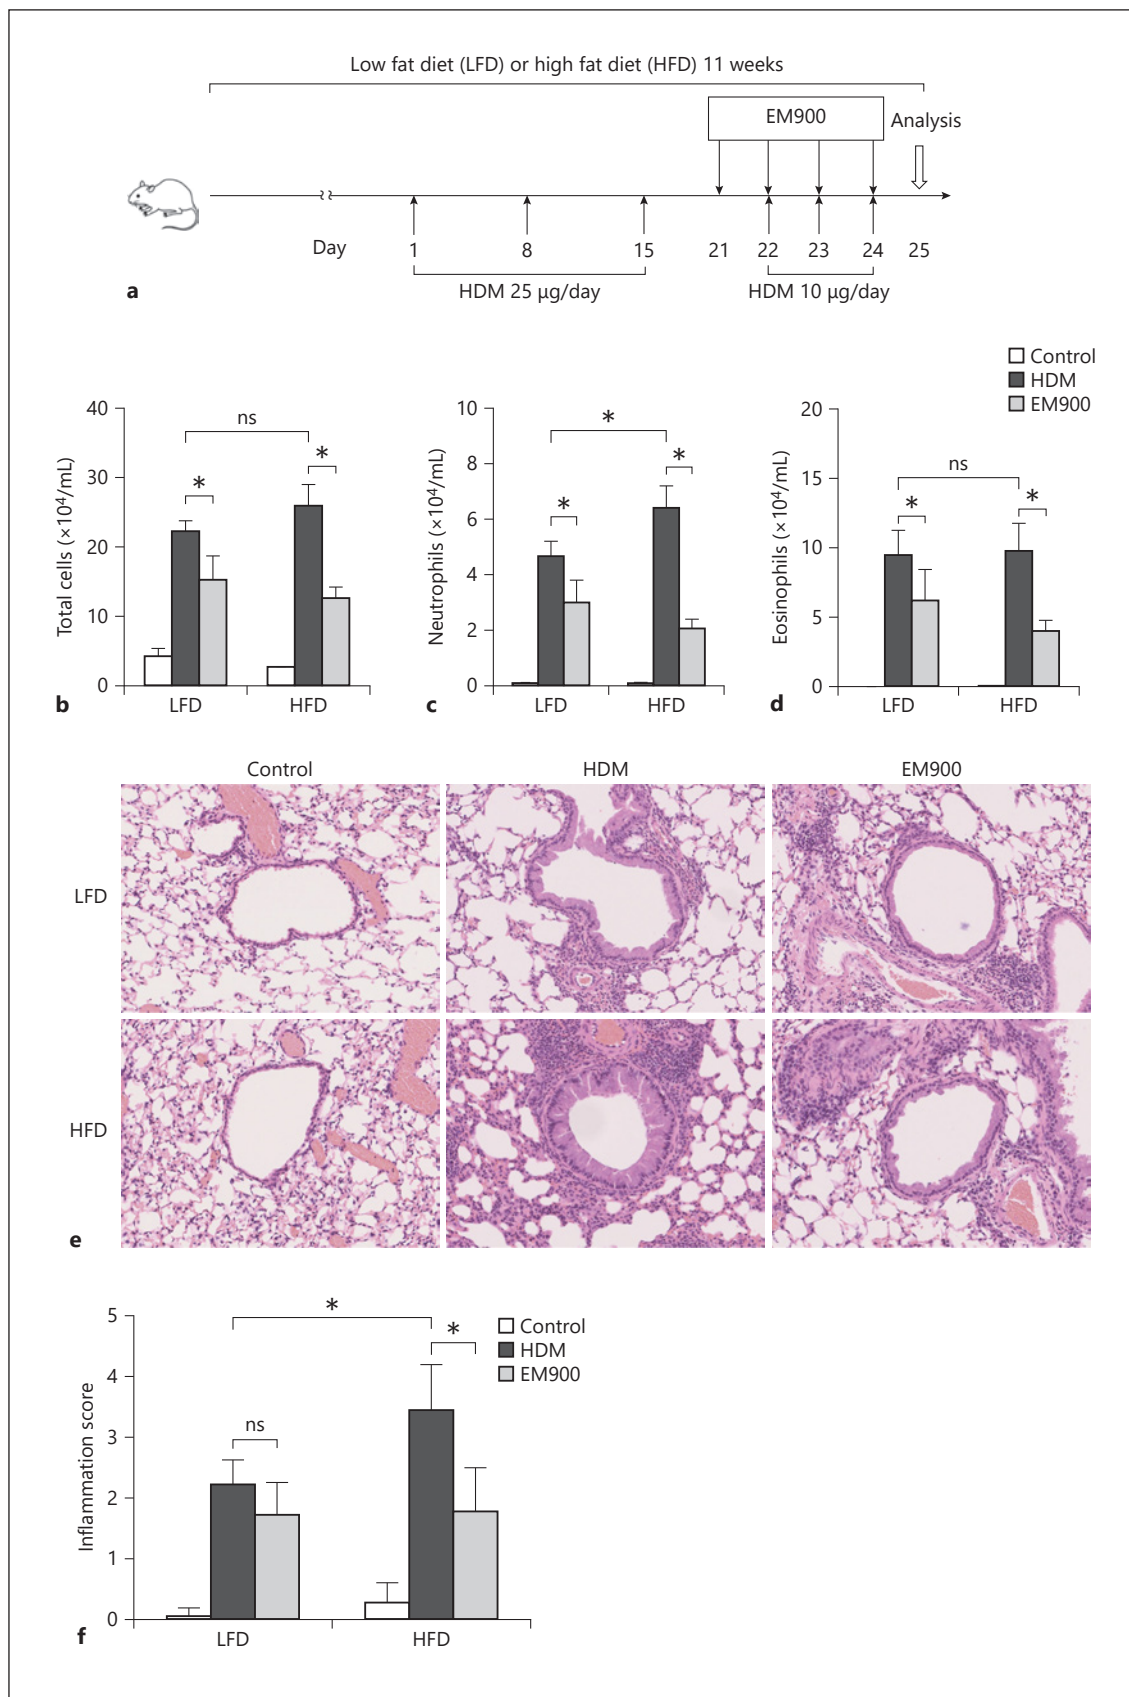 Low fat diet (LFD) or high fat diet (HFD) 11 weeks
EM900
Analysis
Day
1
8
15
21
22
23
24
25
HDM 25 µg/day
HDM 10 µg/day
a
Control
HDM
EM900
Total cells (×10⁴/mL)
40
30
20
10
0
ns
*
*
LFD
HFD
b
Neutrophils (×10⁴/mL)
10
8
6
4
2
0
*
*
*
LFD
HFD
c
Eosinophils (×10⁴/mL)
20
15
10
5
0
ns
*
*
LFD
HFD
d
Control
HDM
EM900
LFD
HFD
e
Inflammation score
5
4
3
2
1
0
*
*
ns
Control
HDM
EM900
LFD
HFD
f